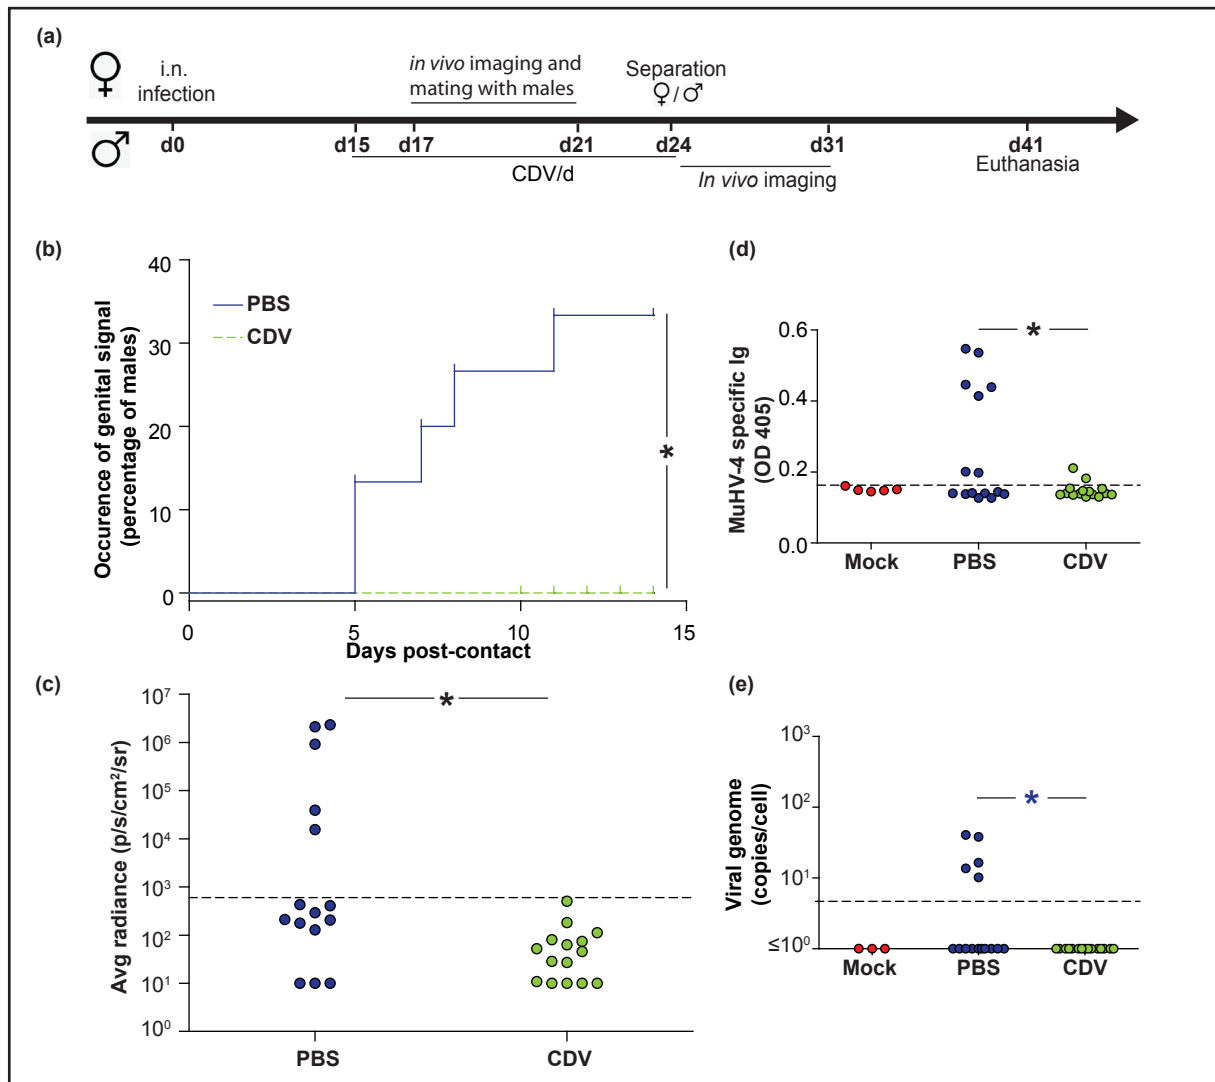 (a)
♀
i.n.
infection
in vivo imaging and
mating with males
Separation
♀/♂
♂
d0
d15
d17
d21
d24
d31
d41
CDV/d
In vivo imaging
Euthanasia
(b)
Occurence of genital signal
(percentage of males)
40
30
20
10
0
PBS
CDV
*
0
5
10
15
Days post-contact
(d)
MuHV-4 specific Ig
(OD 405)
0.6
0.4
0.2
0.0
*
Mock
PBS
CDV
(c)
Avg radiance (p/s/cm²/sr)
10⁷
10⁶
10⁵
10⁴
10³
10²
10¹
10⁰
*
PBS
CDV
(e)
Viral genome
(copies/cell)
10³
10²
10¹
≤10⁰
*
Mock
PBS
CDV